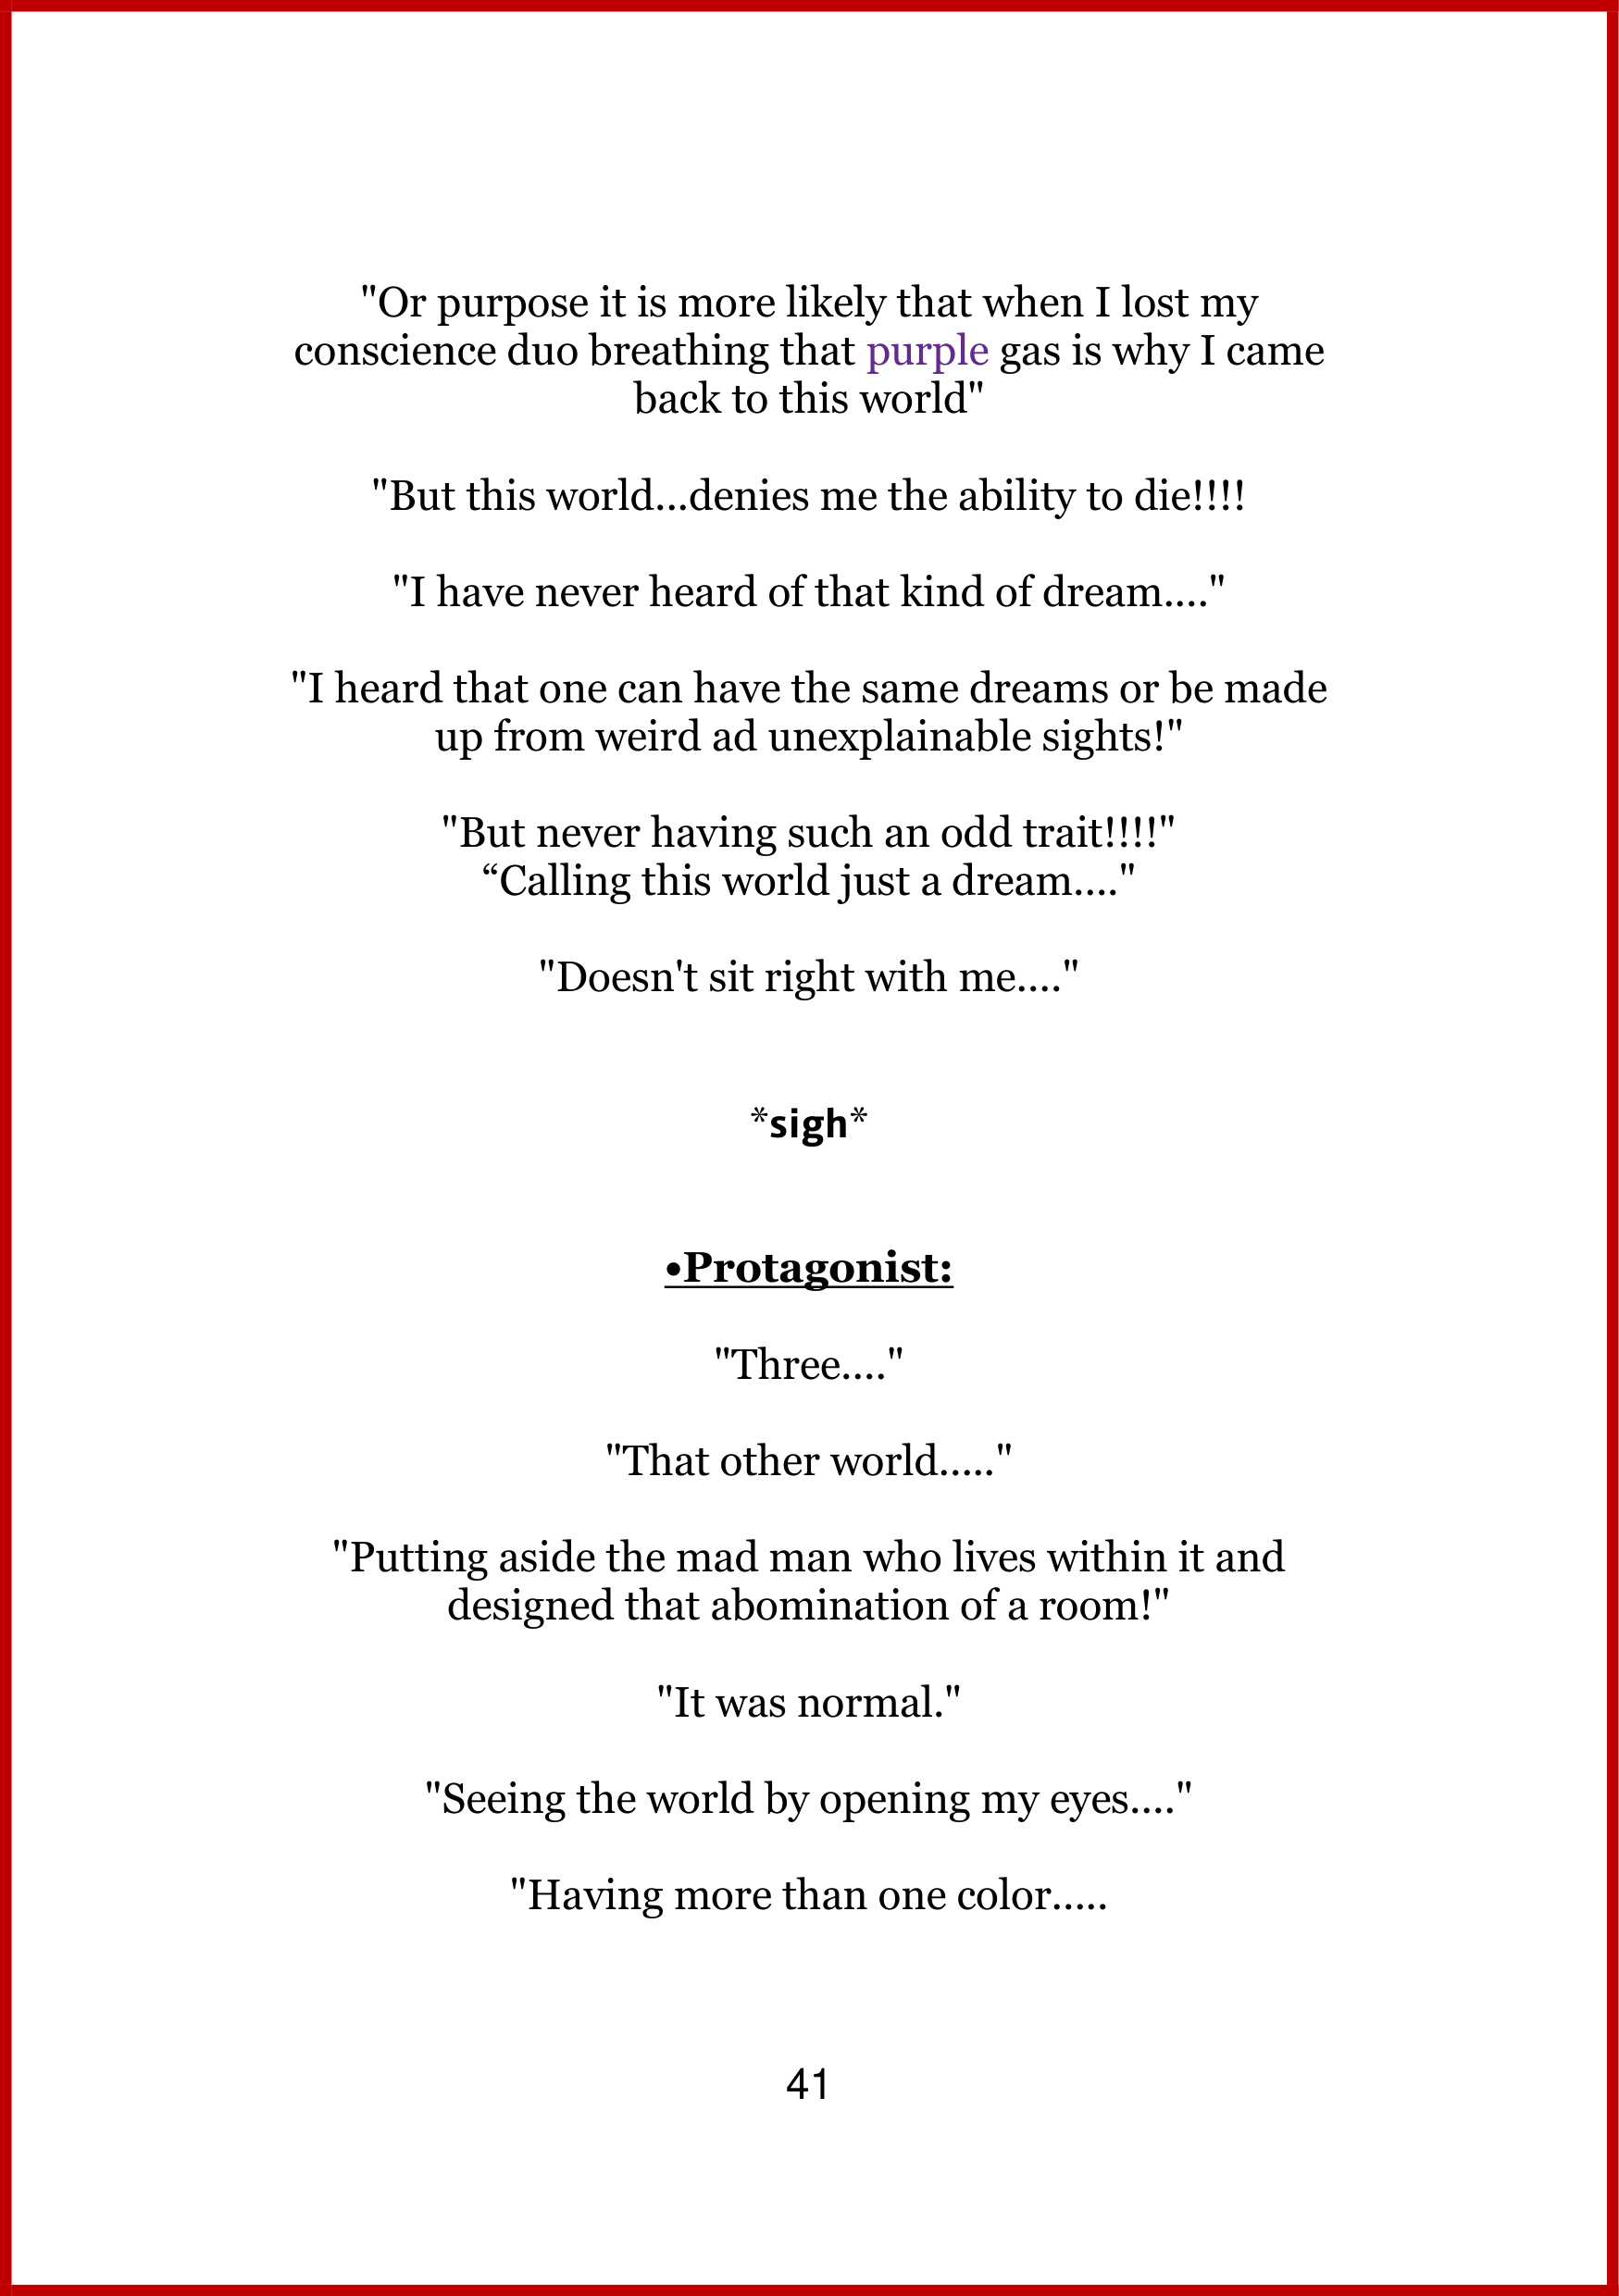 "Or purpose it is more likely that when I lost my
conscience duo breathing that purple gas is why I came
back to this world"
"But this world...denies me the ability to die!!!!
"I have never heard of that kind of dream...."
"I heard that one can have the same dreams or be made
up from weird ad unexplainable sights!"
"But never having such an odd trait!!!!"
“Calling this world just a dream...."
"Doesn't sit right with me...."
*sigh*
•Protagonist:
"Three...."
"That other world....."
"Putting aside the mad man who lives within it and
designed that abomination of a room!"
"It was normal."
"Seeing the world by opening my eyes...."
"Having more than one color.....
41